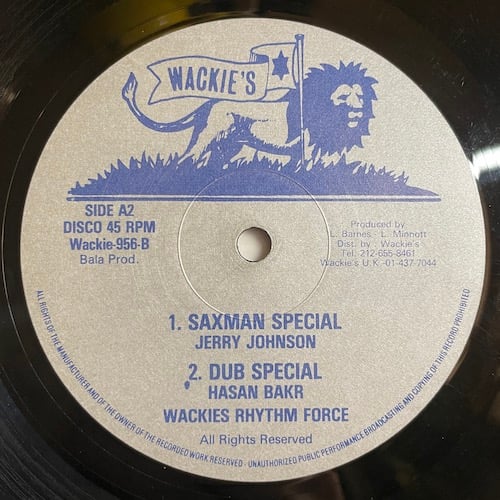 WACKIE'S
SIDE A2
DISCO 45 RPM
Wackie-956-B
Bala Prod.
Produced by
L. Barnes - L. Minnott
Dist. by Wackie's
Tel. 212-655-8461
Wackie's U.K. -01-437-7044
1. SAXMAN SPECIAL
JERRY JOHNSON
2. DUB SPECIAL
HASAN BAKR
WACKIES RHYTHM FORCE
All Rights Reserved
ALL RIGHTS OF THE MANUFACTURER AND OF THE OWNER OF THE RECORDED WORK RESERVED - UNAUTHORIZED PUBLIC PERFORMANCE, BROADCASTING AND COPYING OF THIS RECORD PROHIBITED